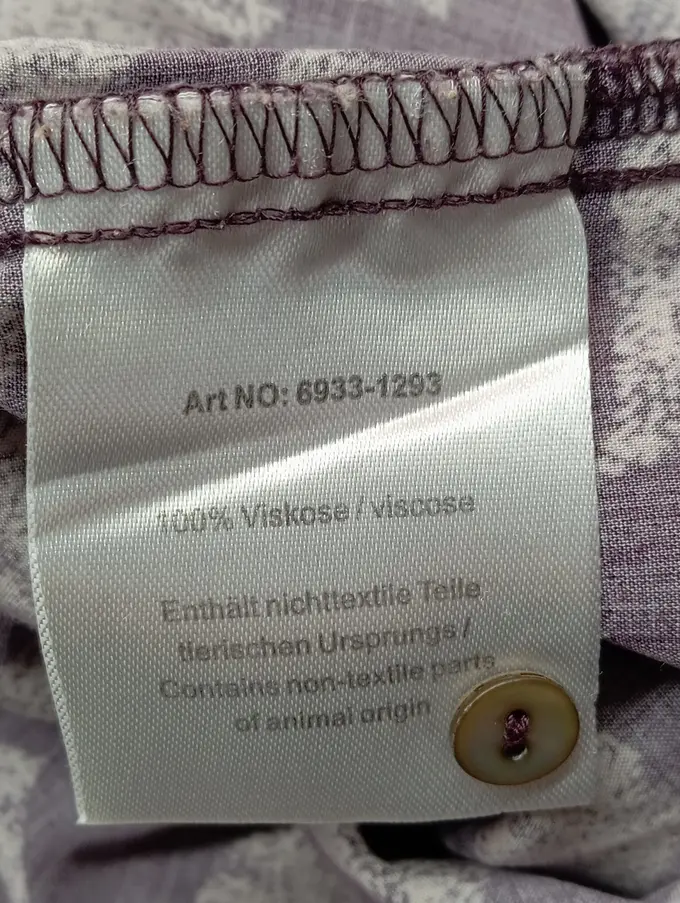 Art NO: 6933-1293
100% Viskose / viscose
Enthält nichttextile Teile
tierischen Ursprungs /
Contains non-textile parts
of animal origin